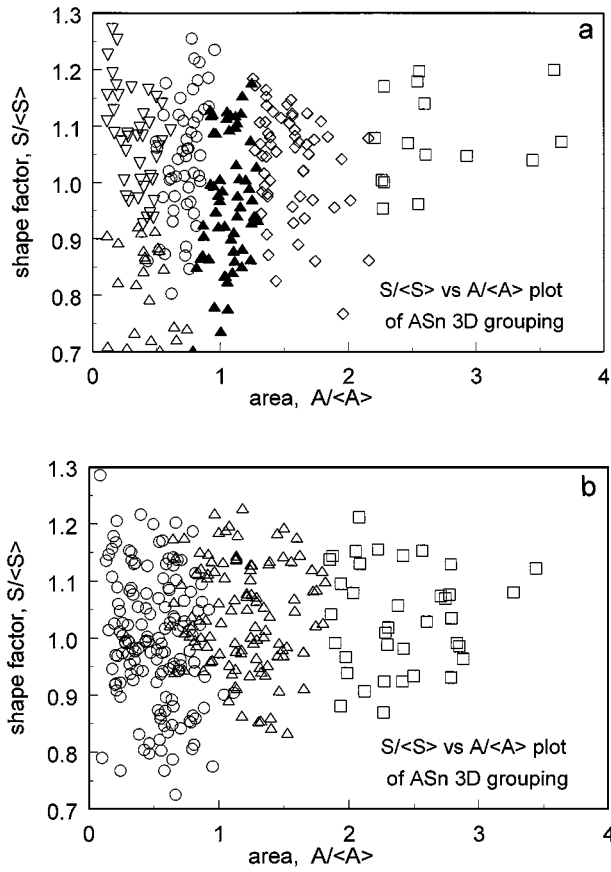 a
1.3
1.2
1.1
1.0
0.9
0.8
0.7
shape factor, S/<S>
S/<S> vs A/<A> plot
of ASn 3D grouping
0 1 2 3 4
area, A/<A>
b
1.3
1.2
1.1
1.0
0.9
0.8
0.7
shape factor, S/<S>
S/<S> vs A/<A> plot
of ASn 3D grouping
0 1 2 3 4
area, A/<A>